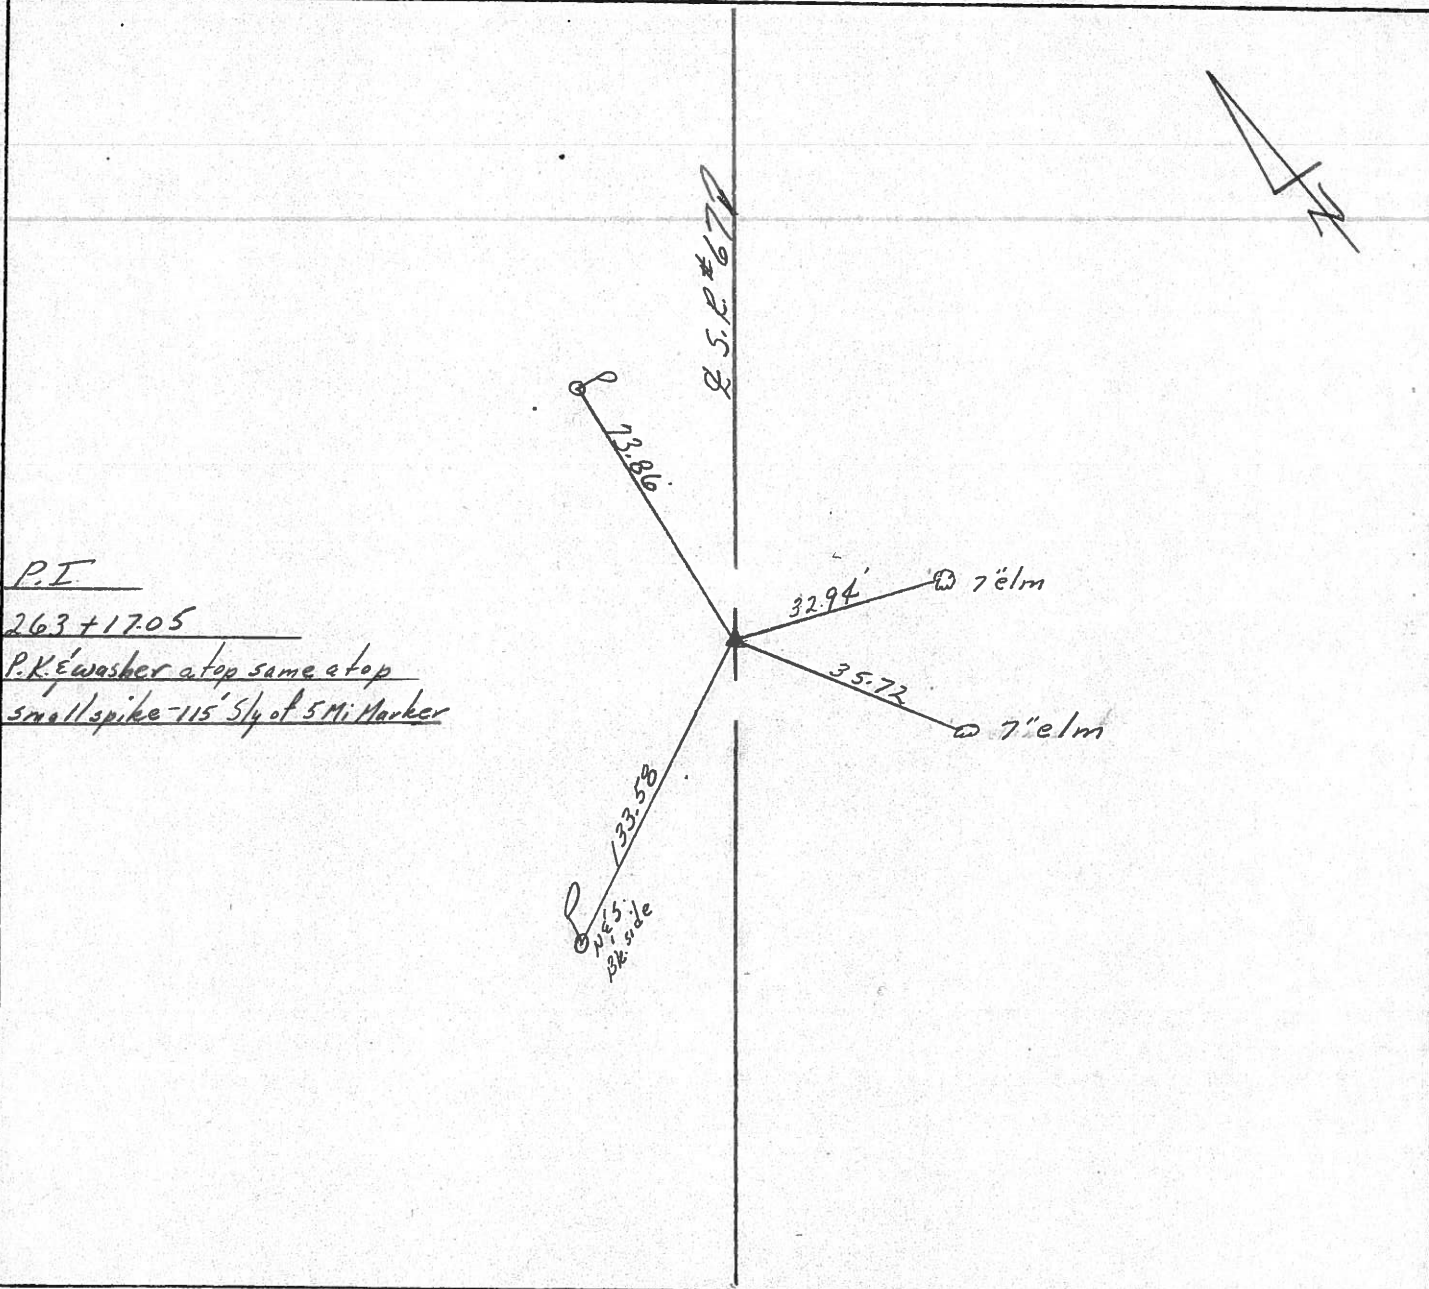 N
℄ S.R. #67
73.86
P.I.
263+17.05
P.K. & washer atop same atop
small spike - 115' S'ly of 5 Mi Marker
32.94'
7" elm
35.72
7" elm
133.58
N & S.
Bk. side